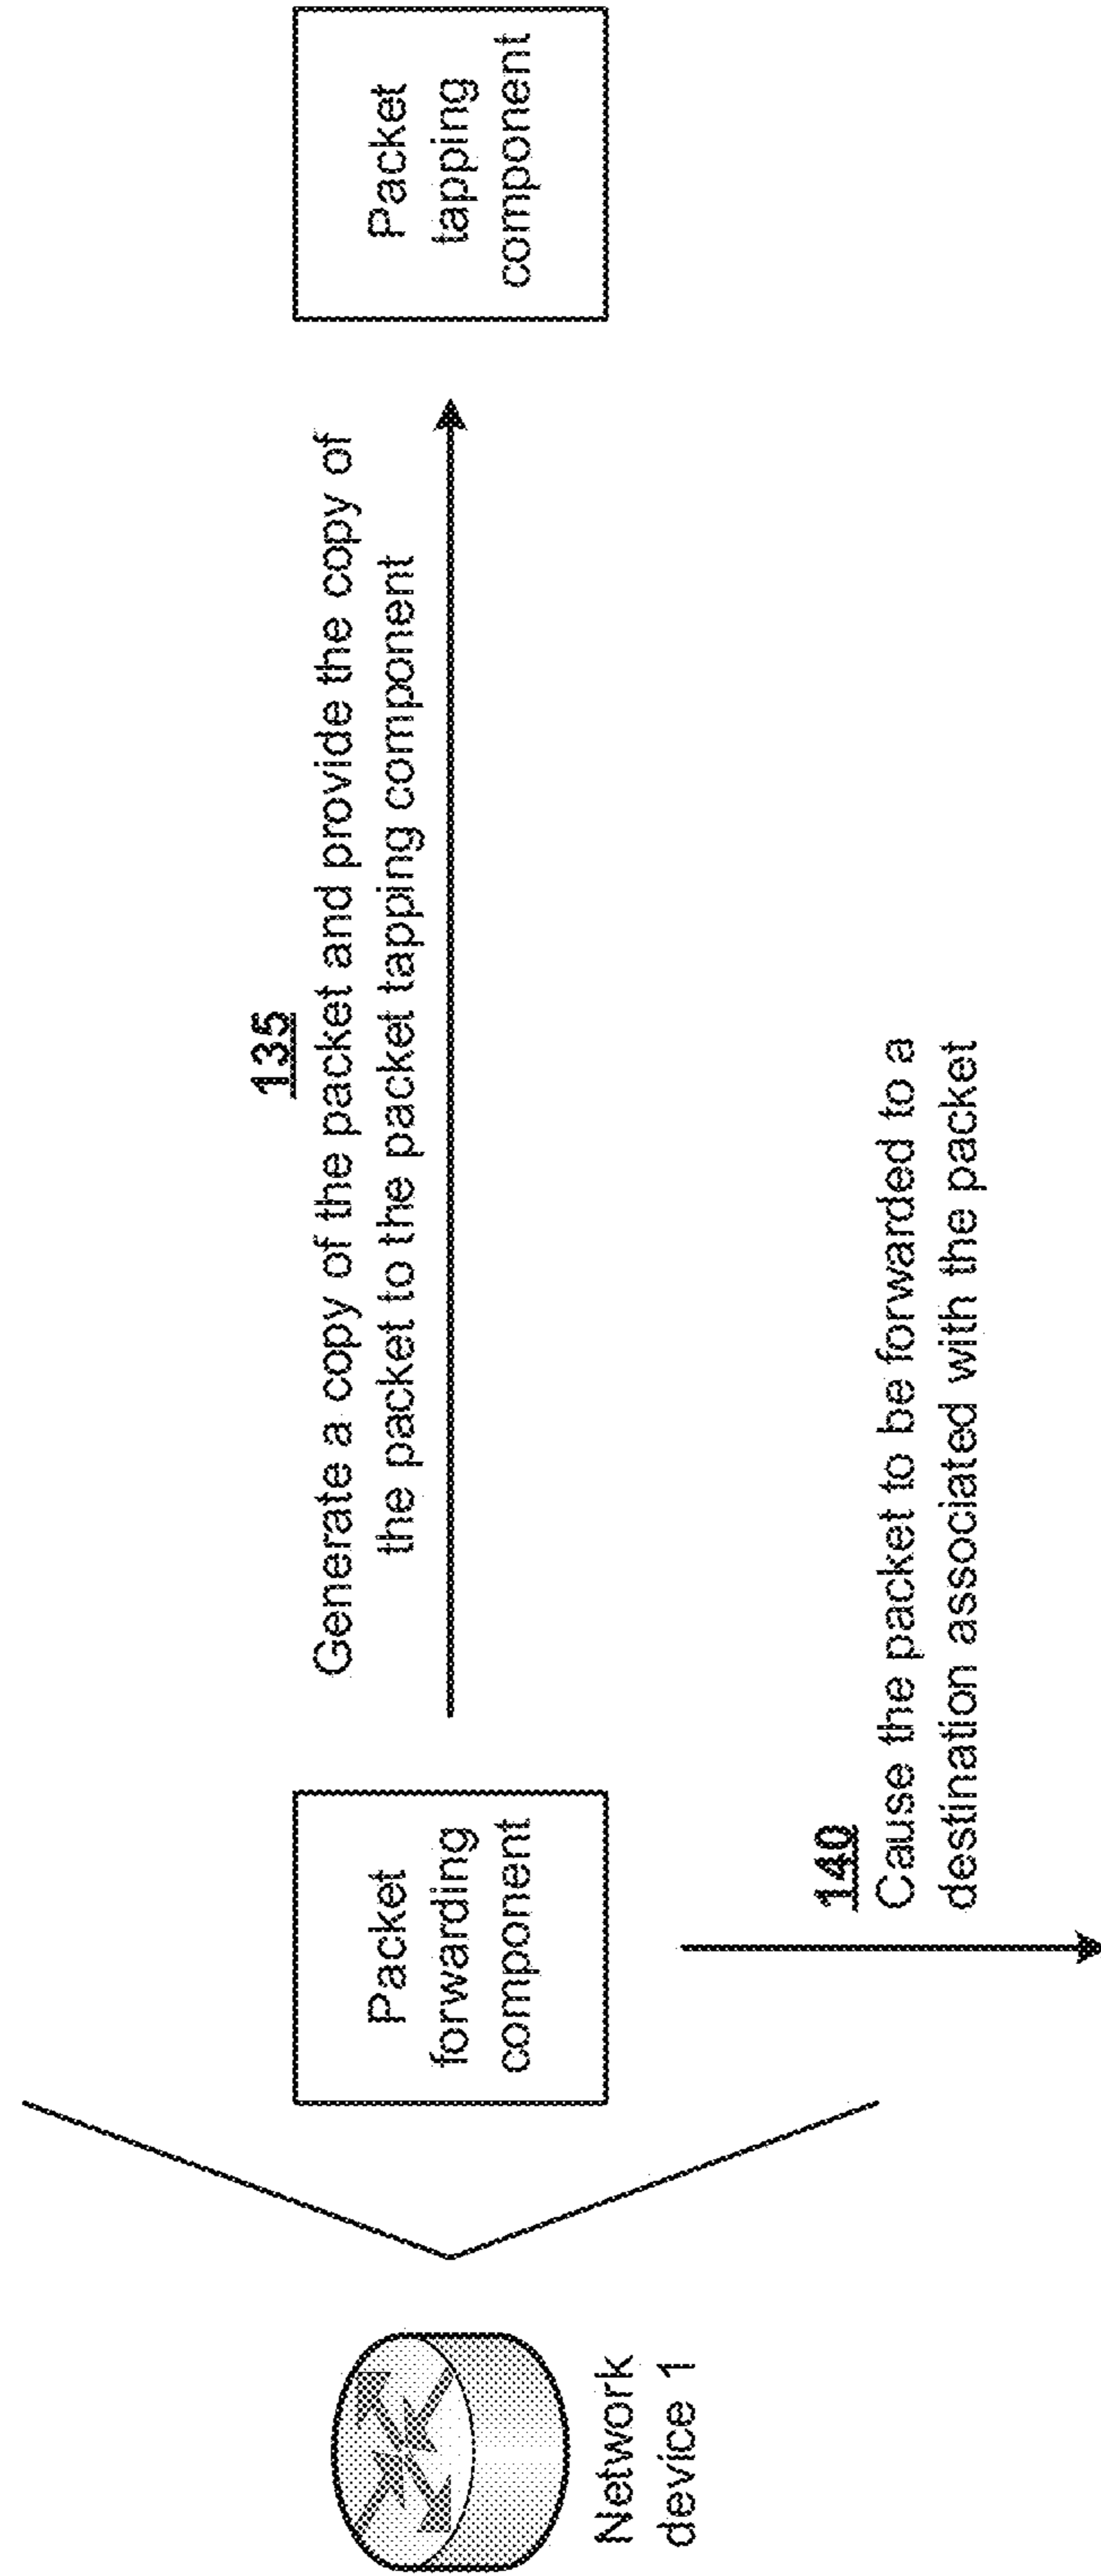 Network
device 1
Packet
forwarding
component
135
Generate a copy of the packet and provide the copy of
the packet to the packet tapping component
Packet
tapping
component
140
Cause the packet to be forwarded to a
destination associated with the packet